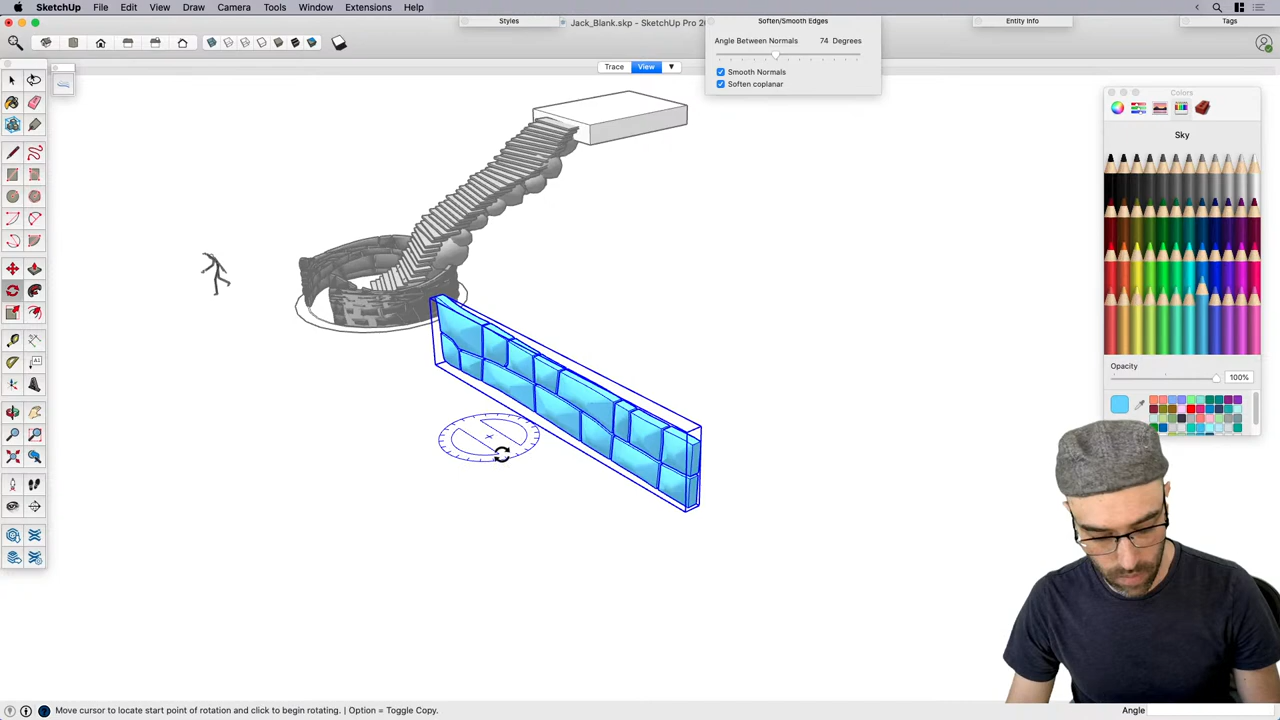 SketchUp File Edit View Draw Camera Tools Window Extensions Help
Styles
Jack_Blank.skp - SketchUp Pro 20
Soften/Smooth Edges
Entity Info
Tags
Angle Between Normals 74 Degrees
Trace View ▼
Smooth Normals
Soften coplanar
Colors
Sky
Opacity
100%
A1
Move cursor to locate start point of rotation and click to begin rotating. | Option = Toggle Copy.
Angle